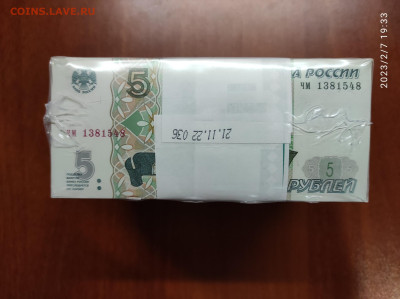 COINS.LAVE.RU
2023/2/7 19:33
5
РОССИИ
ЧМ 1381548
ЧМ 1381548
21.11.22 036
5
5
РУБЛЕЙ